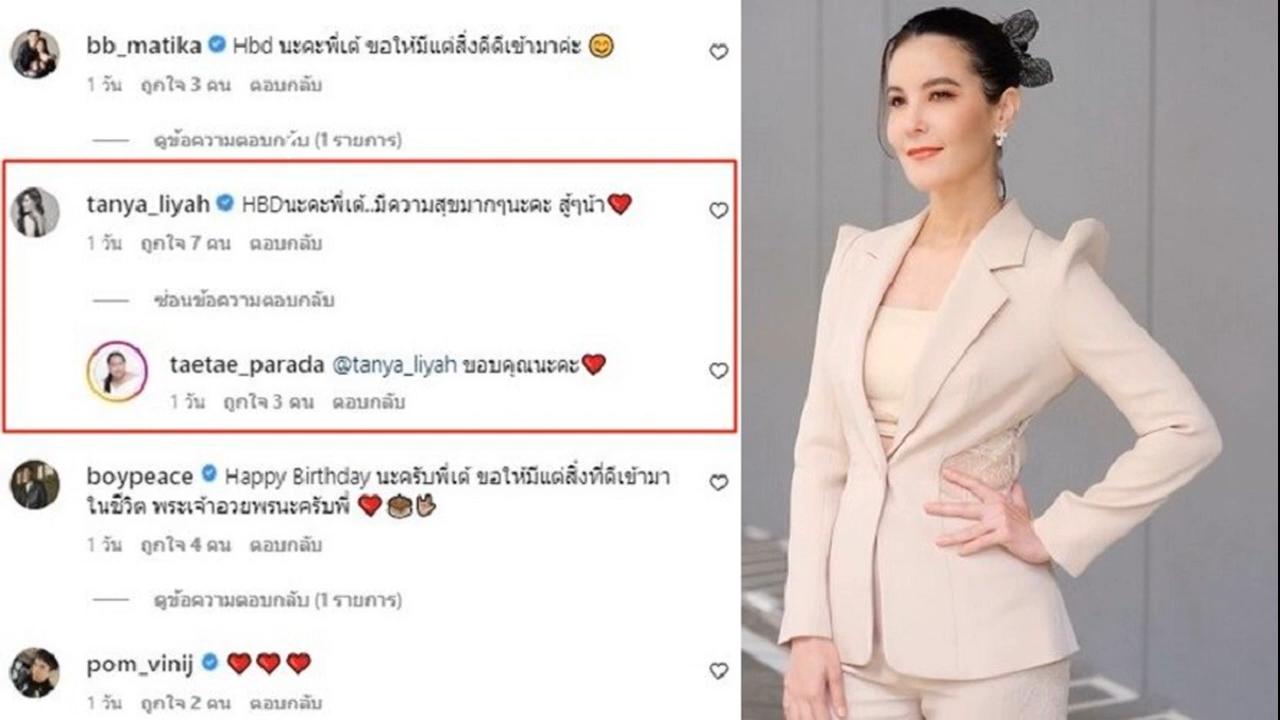 bb_matika Hbd นะคะพี่เต้ ขอให้มีแต่สิ่งดีดีเข้ามาค่ะ 😊
1 วัน ถูกใจ 3 คน ตอบกลับ
ดูข้อความตอบกลับ (1 รายการ)
tanya_liyah HBDนะคะพี่เต้..มีความสุขมากๆนะคะ สู้ๆน้า❤️
1 วัน ถูกใจ 7 คน ตอบกลับ
ซ่อนข้อความตอบกลับ
taetae_parada @tanya_liyah ขอบคุณนะคะ❤️
1 วัน ถูกใจ 3 คน ตอบกลับ
boypeace Happy Birthday นะครับพี่เต้ ขอให้มีแต่สิ่งที่ดีเข้ามา
ในชีวิต พระเจ้าอวยพรนะครับพี่ ❤️🎂🤟
1 วัน ถูกใจ 4 คน ตอบกลับ
ดูข้อความตอบกลับ (1 รายการ)
pom_vinij ❤️❤️❤️
1 วัน ถูกใจ 2 คน ตอบกลับ